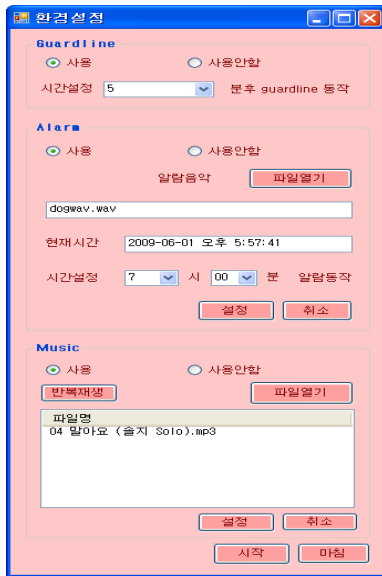 환경설정
Guardline
사용 사용안함
시간설정 5 분후 guardline 동작
Alarm
사용 사용안함
알람음악 파일열기
dogwav.wav
현재시간 2009-06-01 오후 5:57:41
시간설정 7 시 00 분 알람동작
설정 취소
Music
사용 사용안함
반복재생 파일열기
파일명
04 말아요 (솔지 Solo).mp3
설정 취소
시작 마침